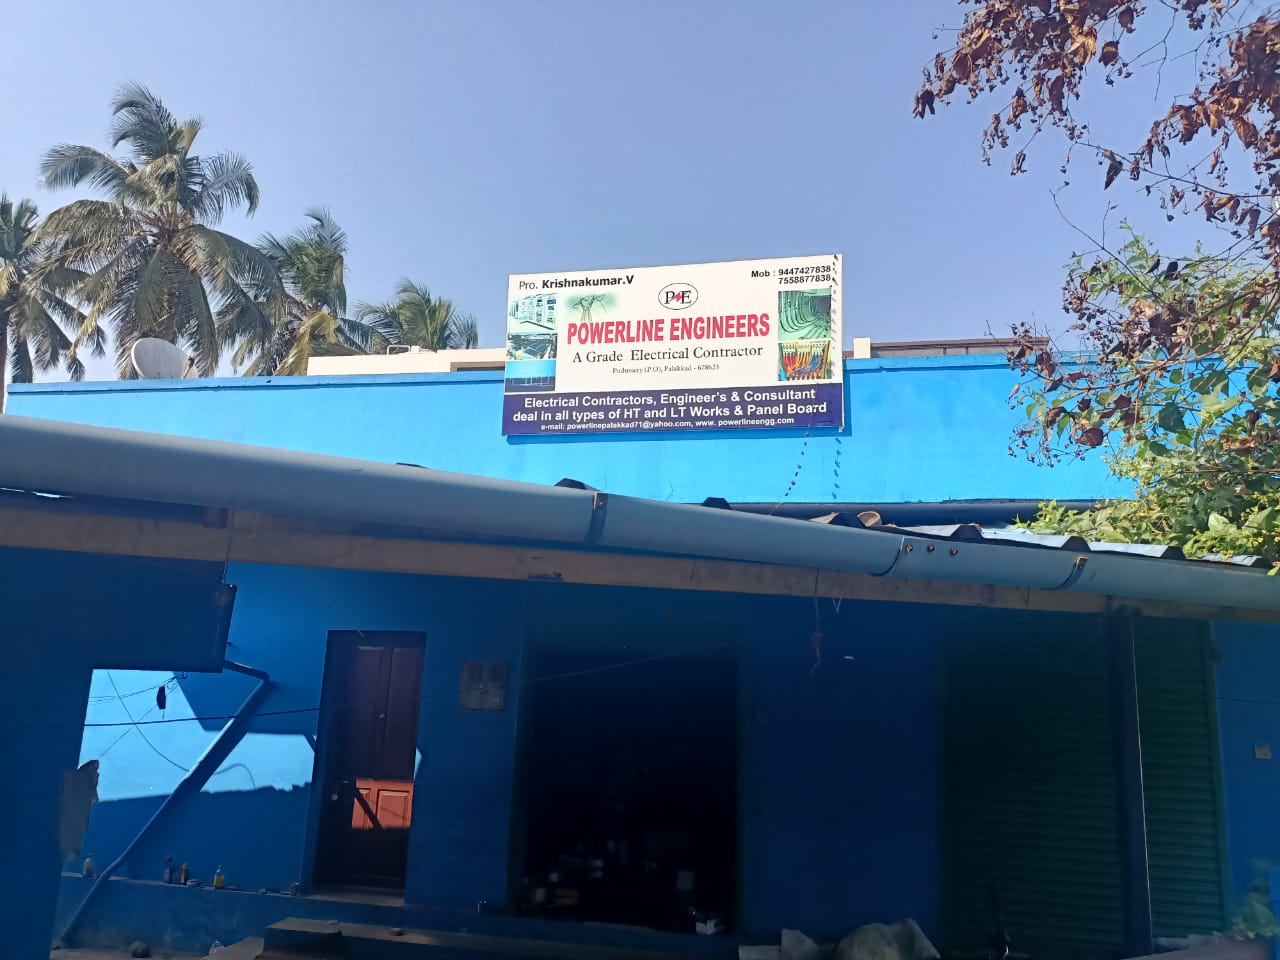 Pro. Krishnakumar.V
Mob : 9447427838
7558877838
P E
POWERLINE ENGINEERS
A Grade Electrical Contractor
Pudussery (P.O), Palakkad - 678623
Electrical Contractors, Engineer's & Consultant
deal in all types of HT and LT Works & Panel Board
e-mail: powerlinepalakkad71@yahoo.com, www. powerlineengg.com